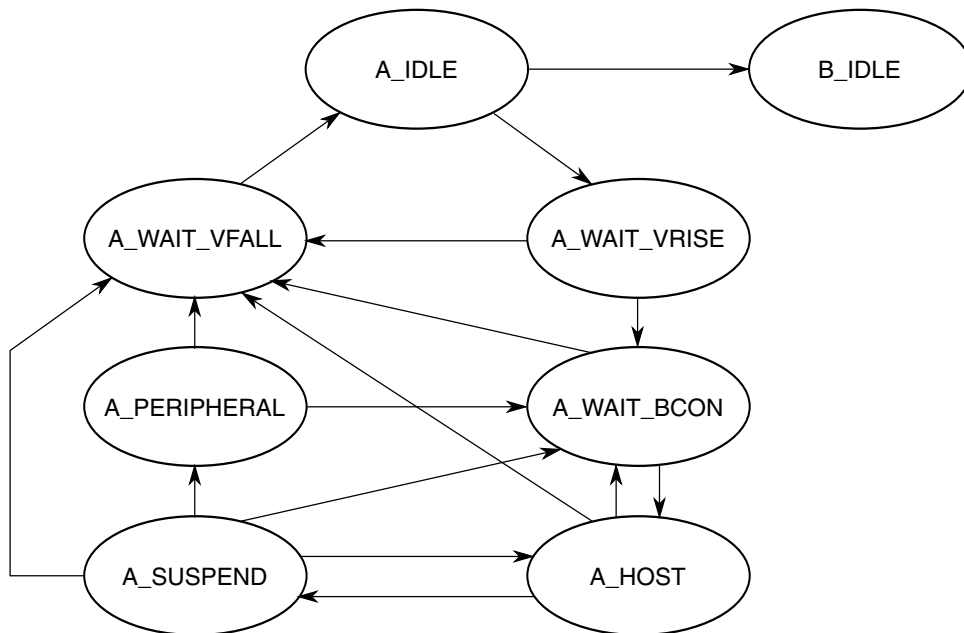 A_IDLE
B_IDLE
A_WAIT_VFALL
A_WAIT_VRISE
A_PERIPHERAL
A_WAIT_BCON
A_SUSPEND
A_HOST